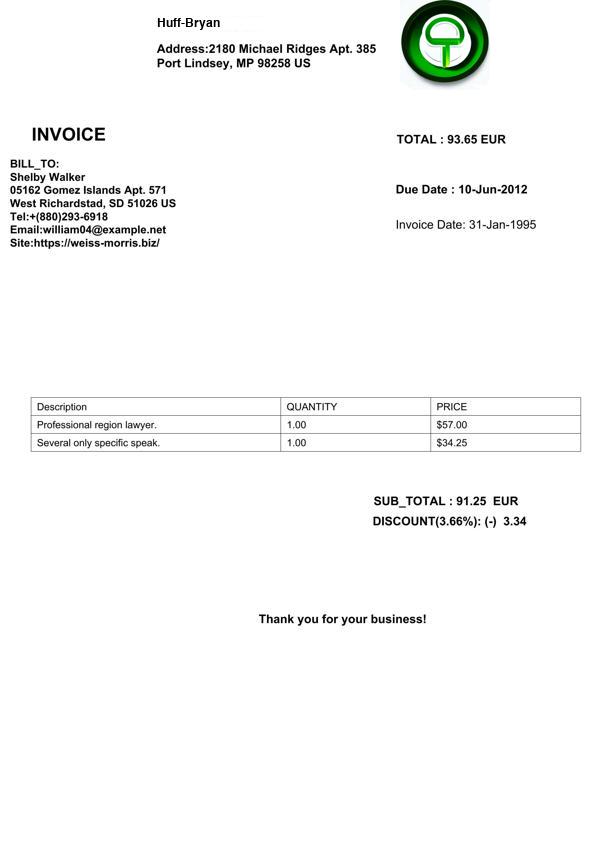 Huff-Bryan
Address:2180 Michael Ridges Apt. 385
Port Lindsey, MP 98258 US
INVOICE
TOTAL : 93.65 EUR
BILL_TO:
Shelby Walker
05162 Gomez Islands Apt. 571
West Richardstad, SD 51026 US
Tel:+(880)293-6918
Email:william04@example.net
Site:https://weiss-morris.biz/
Due Date : 10-Jun-2012
Invoice Date: 31-Jan-1995
Description QUANTITY PRICE
Professional region lawyer. 1.00 $57.00
Several only specific speak. 1.00 $34.25
SUB_TOTAL : 91.25 EUR
DISCOUNT(3.66%): (-) 3.34
Thank you for your business!